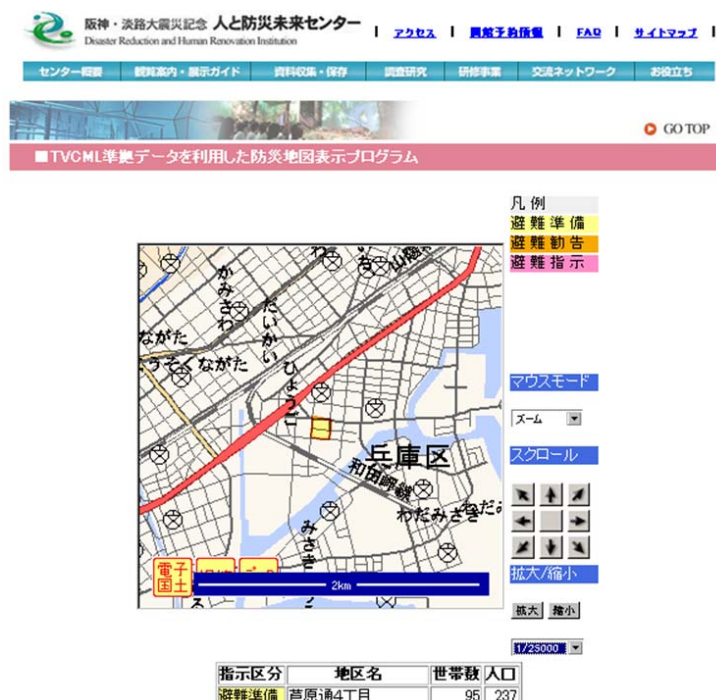 阪神・淡路大震災記念 人と防災未来センター
Disaster Reduction and Human Renovation Institution
アクセス
開館予約情報
FAQ
サイトマップ
センター概要
観覧案内・展示ガイド
資料収集・保存
調査研究
研修事業
交流ネットワーク
お役立ち
GO TOP
■TVCML準拠データを利用した防災地図表示プログラム
凡例
避難準備
避難勧告
避難指示
かみさわ
だいかい
ながた
ながた
ひょうご
兵庫区
和田岬線
わだみさき
みさき
電子国土
2km
マウスモード
ズーム
スクロール
拡大/縮小
拡大 縮小
1/25000
指示区分 地区名 世帯数 人口
避難準備 芦原通4丁目 95 237